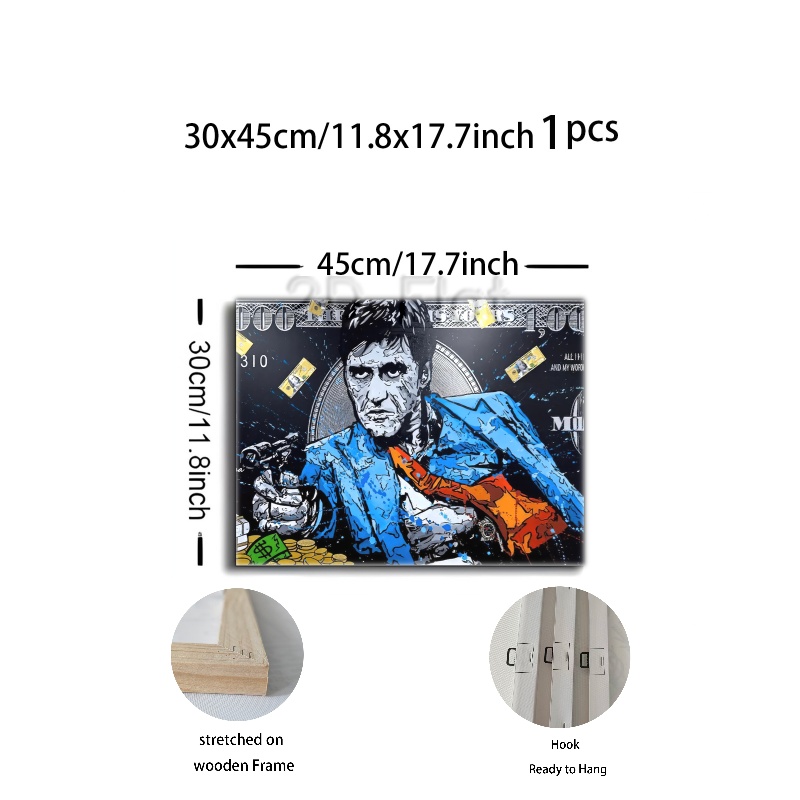 30x45cm/11.8x17.7inch 1pcs
45cm/17.7inch
30cm/11.8inch
310
stretched on
wooden Frame
Hook
Ready to Hang